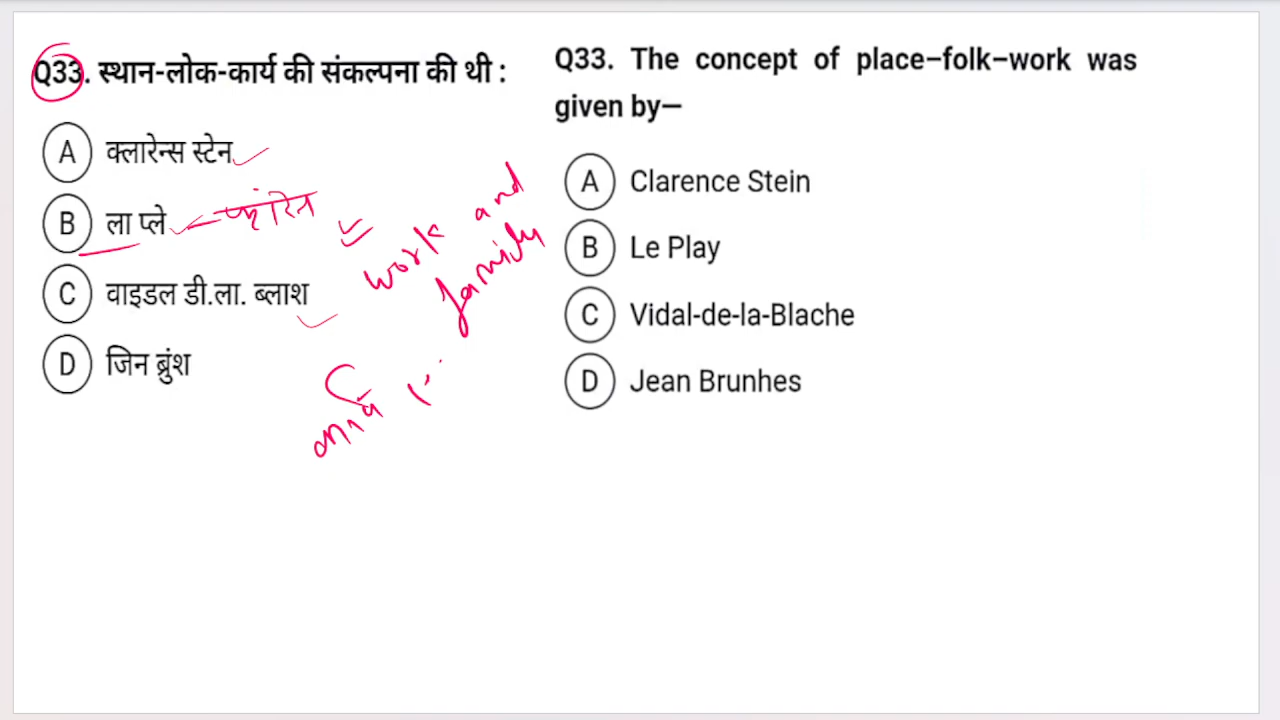 Q33. स्थान-लोक-कार्य की संकल्पना की थी :
A क्लारेन्स स्टेन
B ला प्ले
C वाइडल डी.ला. ब्लाश
D जिन ब्रुंश
work and
family
Q33. The concept of place–folk–work was
given by—
A Clarence Stein
B Le Play
C Vidal-de-la-Blache
D Jean Brunhes